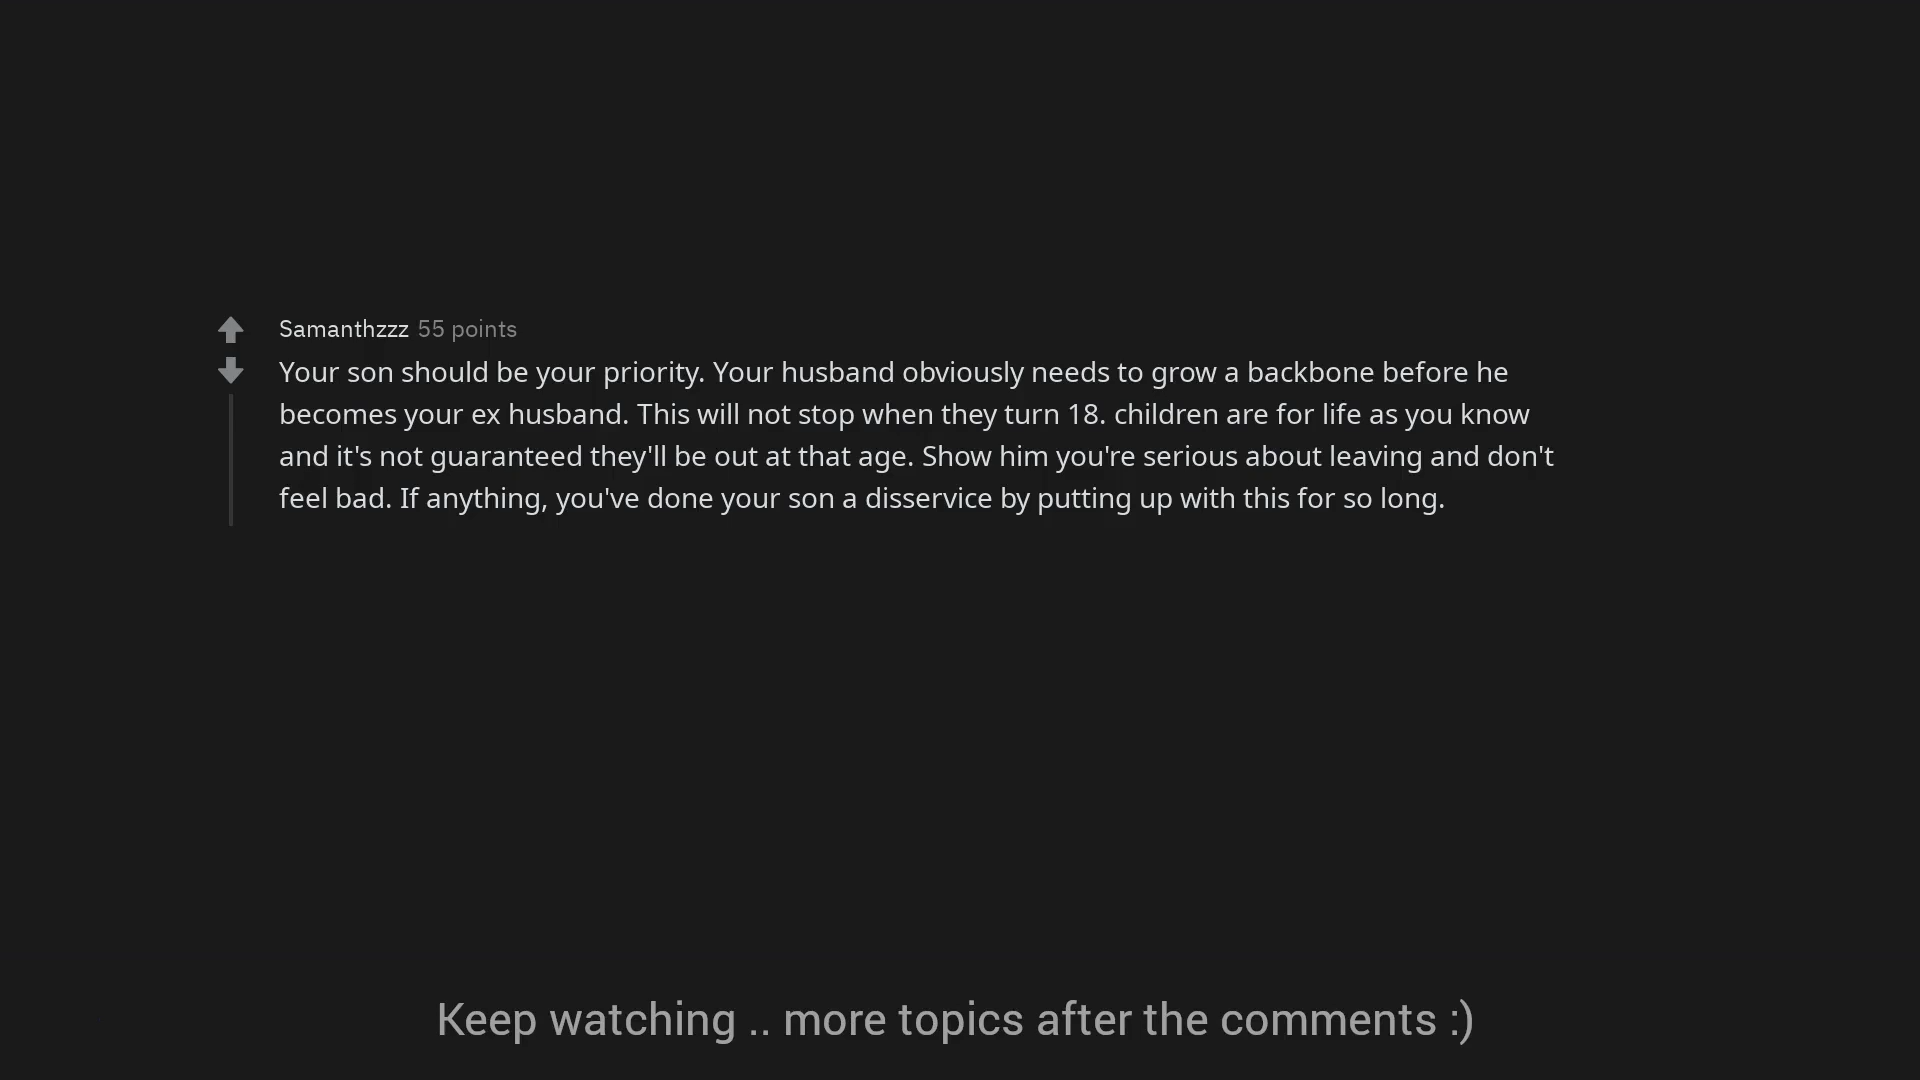 Samanthzzz 55 points
Your son should be your priority. Your husband obviously needs to grow a backbone before he
becomes your ex husband. This will not stop when they turn 18. children are for life as you know
and it's not guaranteed they'll be out at that age. Show him you're serious about leaving and don't
feel bad. If anything, you've done your son a disservice by putting up with this for so long.
Keep watching .. more topics after the comments :)